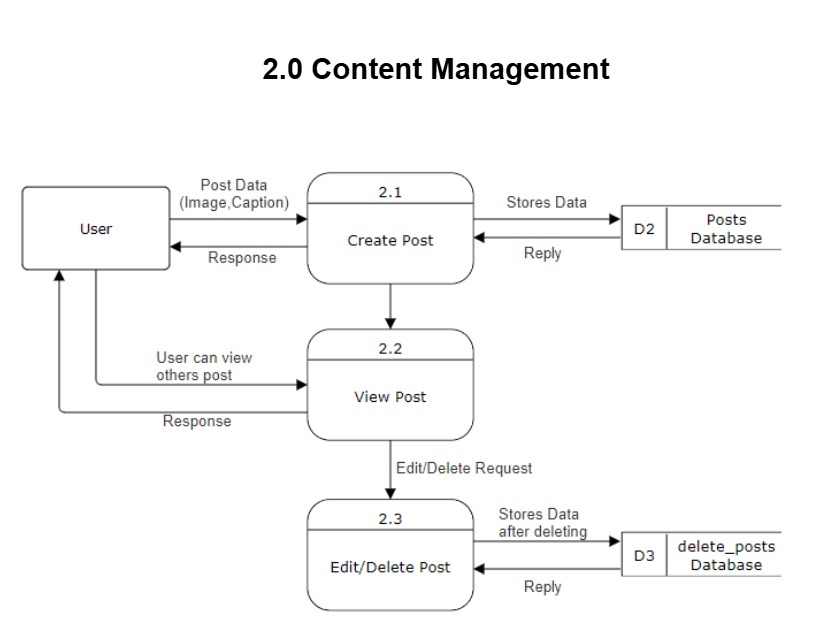 2.0 Content Management
Post Data
(Image,Caption)
2.1
Stores Data
User
Create Post
D2
Posts
Database
Response
Reply
2.2
User can view
others post
View Post
Response
Edit/Delete Request
2.3
Stores Data
after deleting
Edit/Delete Post
D3
delete_posts
Database
Reply